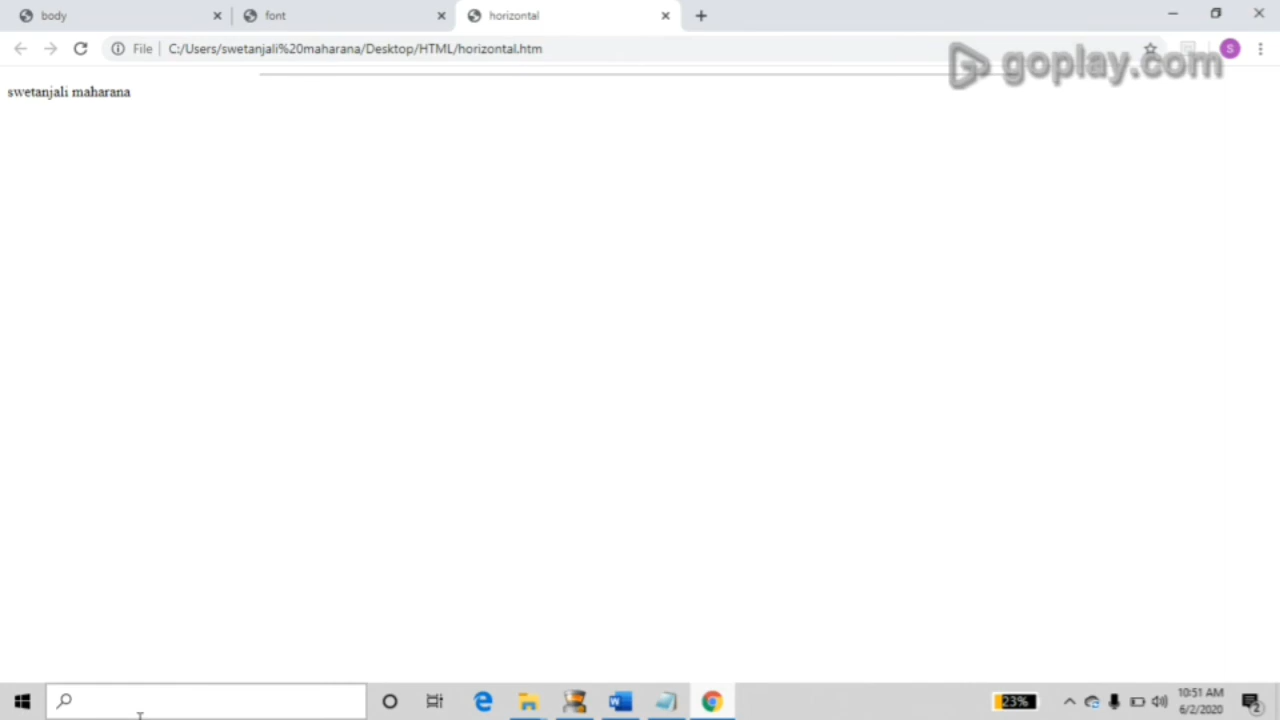 body
font
horizontal
File
C:/Users/swetanjali%20maharana/Desktop/HTML/horizontal.htm
S
goplay.com
swetanjali maharana
23%
10:51 AM
6/2/2020
2